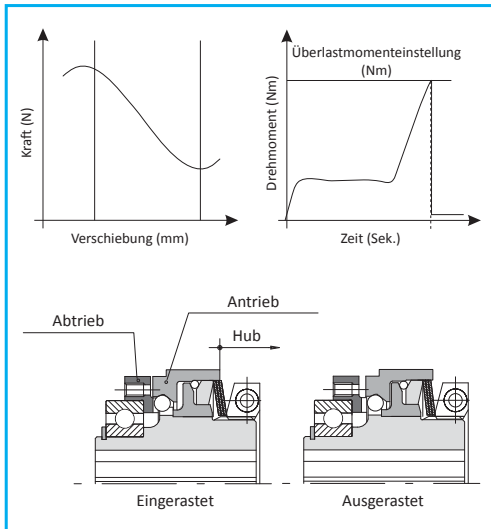 Kraft (N)
Verschiebung (mm)
Überlastmomenteinstellung
(Nm)
Drehmoment (Nm)
Zeit (Sek.)
Abtrieb
Antrieb
Hub
Eingerastet
Ausgerastet